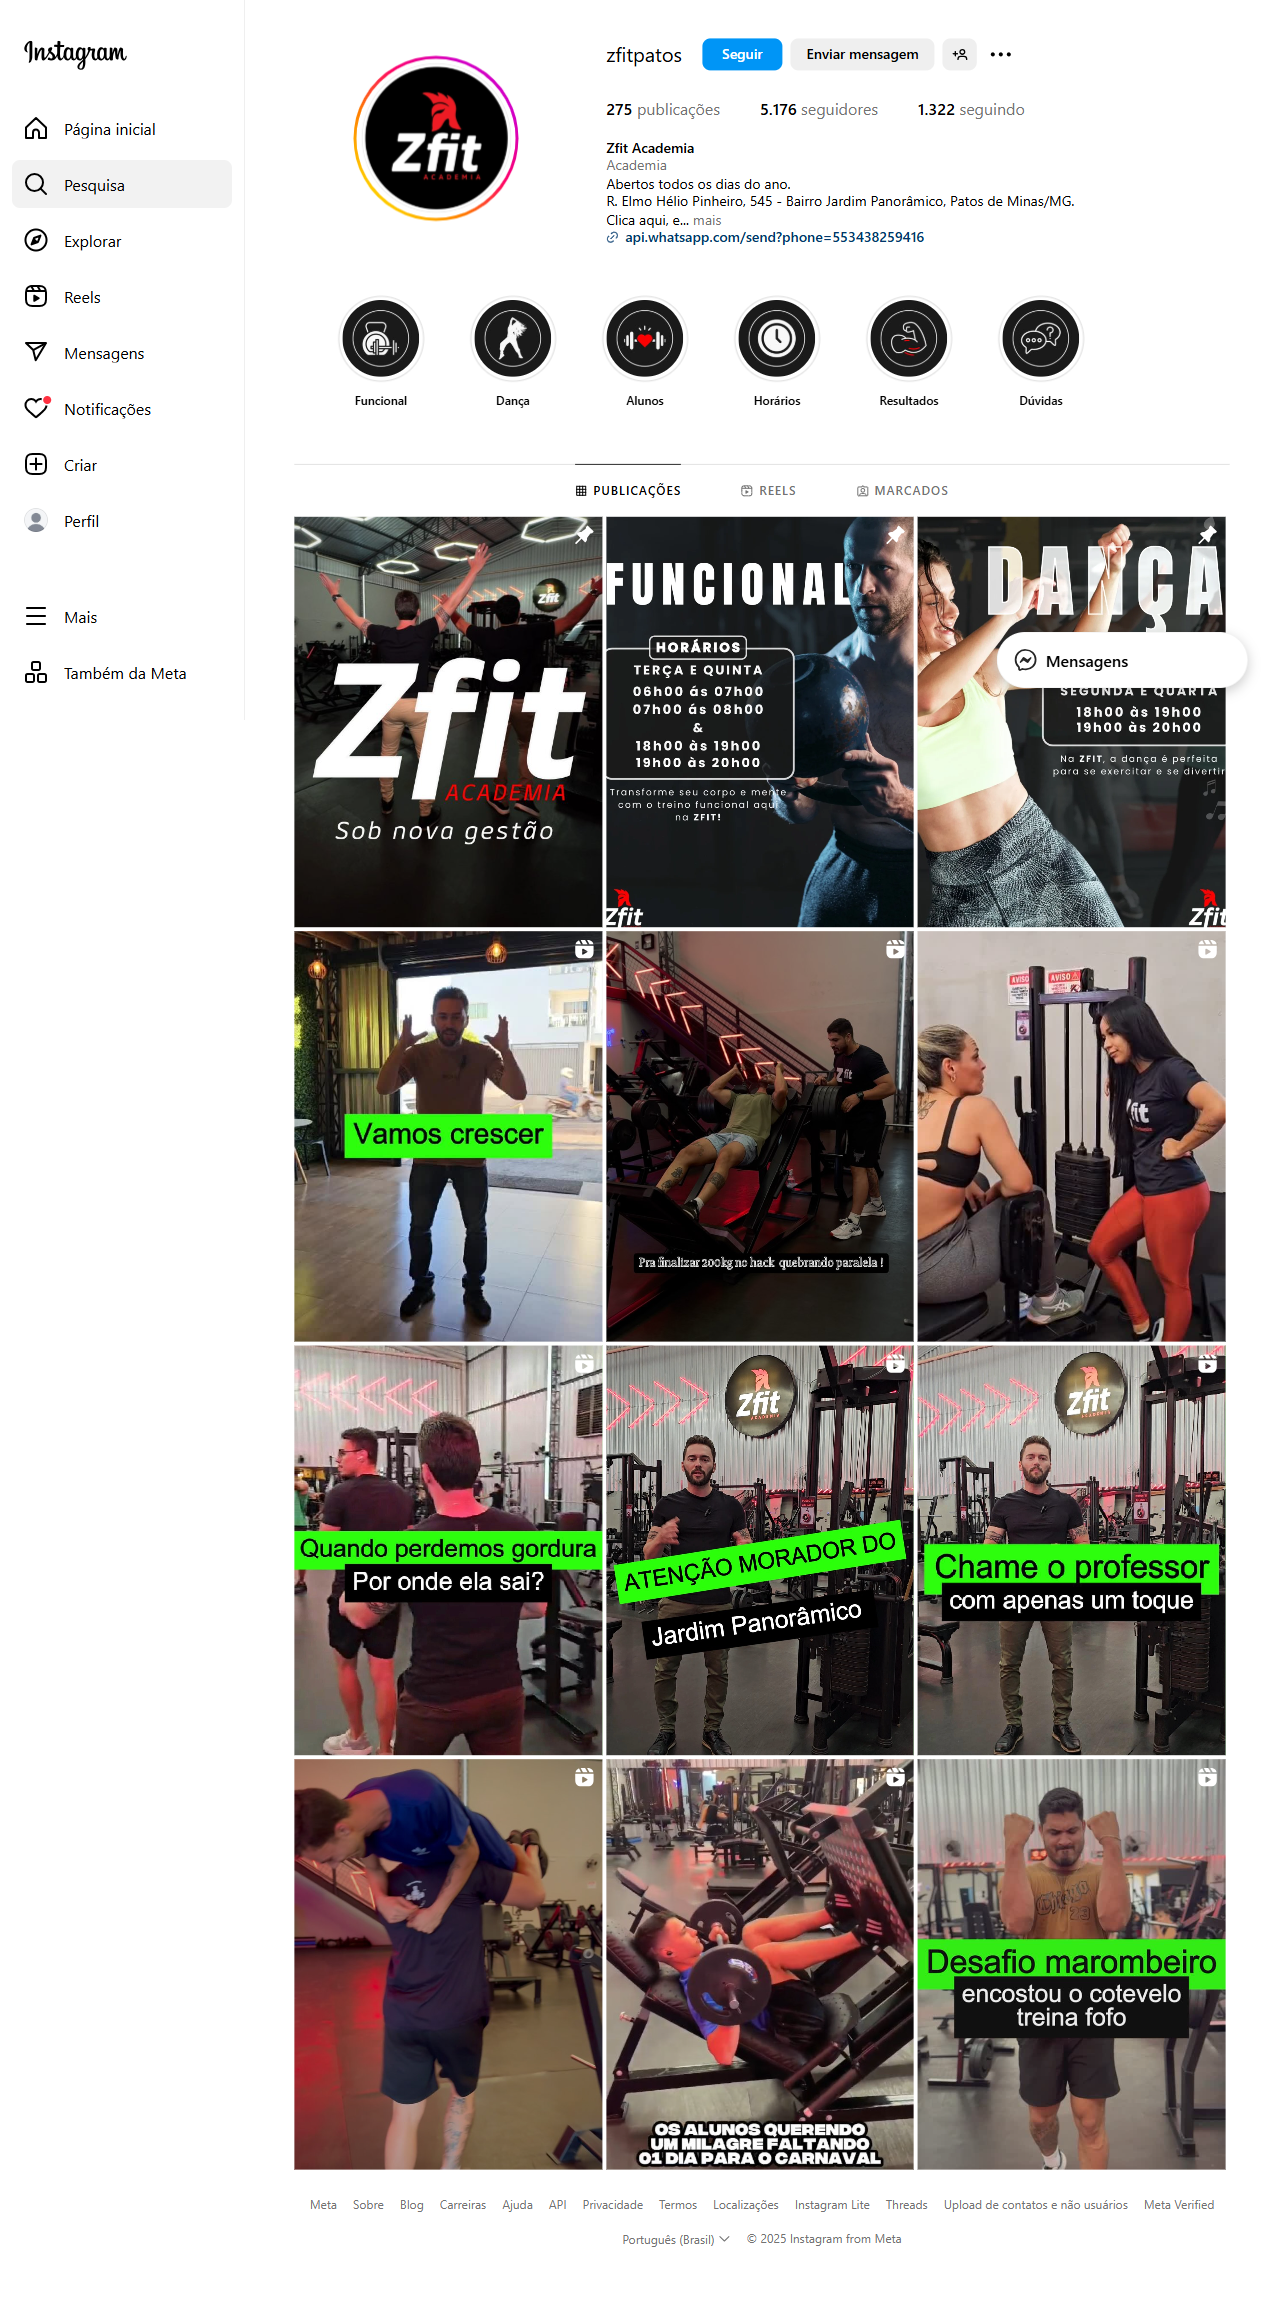 Instagram
Página inicial
Pesquisa
Explorar
Reels
Mensagens
Notificações
Criar
Perfil
Mais
Também da Meta
zfitpatos
Seguir
Enviar mensagem
275 publicações
5.176 seguidores
1.322 seguindo
Zfit Academia
Academia
Abertos todos os dias do ano.
R. Elmo Hélio Pinheiro, 545 - Bairro Jardim Panorâmico, Patos de Minas/MG.
Clica aqui, e... mais
api.whatsapp.com/send?phone=553438259416
Zfit
ACADEMIA
Funcional
Dança
Alunos
Horários
Resultados
Dúvidas
PUBLICAÇÕES
REELS
MARCADOS
Zfit
Zfit
ACADEMIA
Sob nova gestão
FUNCIONAL
HORÁRIOS
TERÇA E QUINTA
06h00 ás 07h00
07h00 ás 08h00
&
18h00 às 19h00
19h00 às 20h00
Transforme seu corpo e mente
com o treino funcional aqui
na ZFIT!
Zfit
DANÇA
Mensagens
SEGUNDA E QUARTA
18h00 às 19h00
19h00 às 20h00
Na ZFIT, a dança é perfeita
para se exercitar e se divertir
Zfit
Vamos crescer
Zfit
Pra finalizar 200kg no hack quebrando paralela !
AVISO
AVISO
Zfit
Quando perdemos gordura
Por onde ela sai?
Zfit
ACADEMIA
ATENÇÃO MORADOR DO
Jardim Panorâmico
Zfit
ACADEMIA
Chame o professor
com apenas um toque
OS ALUNOS QUERENDO
UM MILAGRE FALTANDO
01 DIA PARA O CARNAVAL
Chico
23
Desafio marombeiro
encostou o cotevelo
treina fofo
Meta
Sobre
Blog
Carreiras
Ajuda
API
Privacidade
Termos
Localizações
Instagram Lite
Threads
Upload de contatos e não usuários
Meta Verified
Português (Brasil)
© 2025 Instagram from Meta